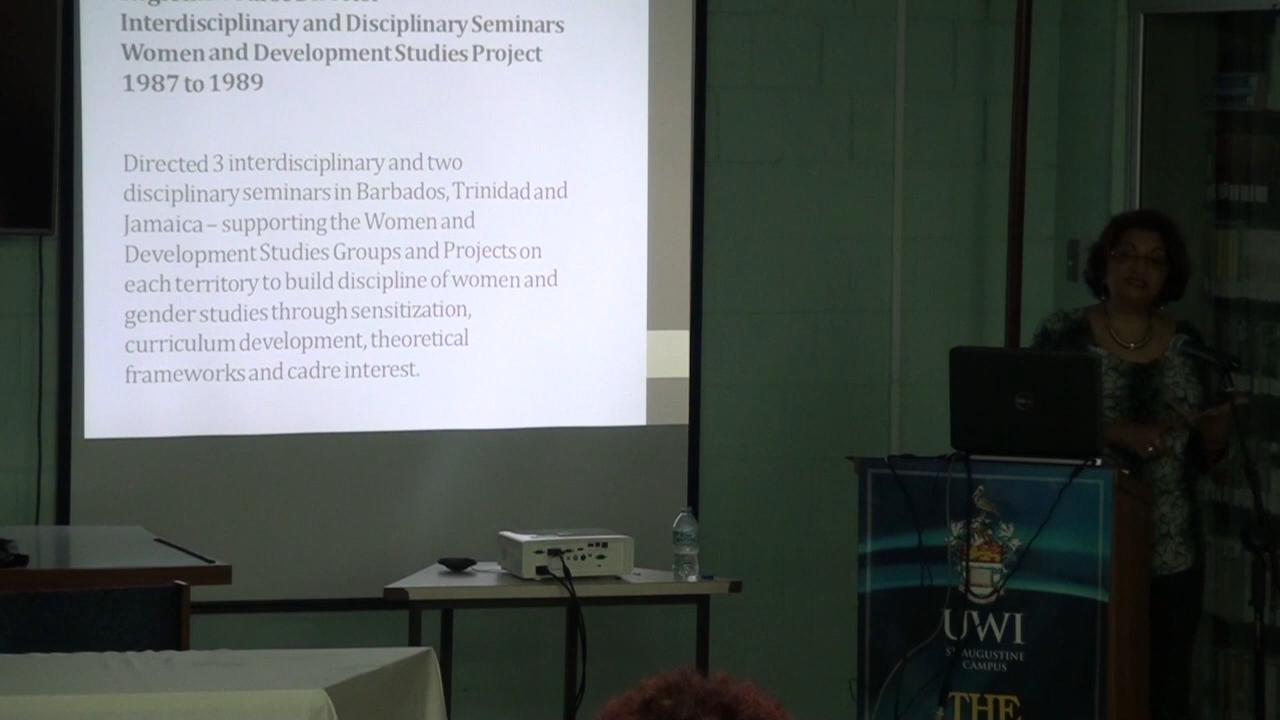 Interdisciplinary and Disciplinary Seminars
Women and Development Studies Project
1987 to 1989
Directed 3 interdisciplinary and two
disciplinary seminars in Barbados, Trinidad and
Jamaica – supporting the Women and
Development Studies Groups and Projects on
each territory to build discipline of women and
gender studies through sensitization,
curriculum development, theoretical
frameworks and cadre interest.
UWI
ST. AUGUSTINE
CAMPUS
THE